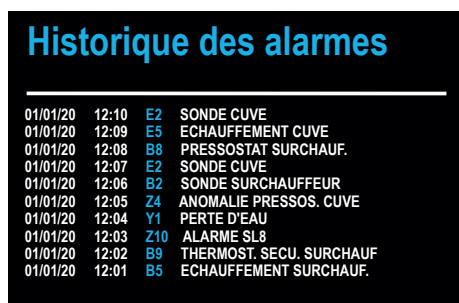 Historique des alarmes
01/01/20 12:10 E2 SONDE CUVE
01/01/20 12:09 E5 ECHAUFFEMENT CUVE
01/01/20 12:08 B8 PRESSOSTAT SURCHAUF.
01/01/20 12:07 E2 SONDE CUVE
01/01/20 12:06 B2 SONDE SURCHAUFFEUR
01/01/20 12:05 Z4 ANOMALIE PRESSOS. CUVE
01/01/20 12:04 Y1 PERTE D'EAU
01/01/20 12:03 Z10 ALARME SL8
01/01/20 12:02 B9 THERMOST. SECU. SURCHAUF
01/01/20 12:01 B5 ECHAUFFEMENT SURCHAUF.